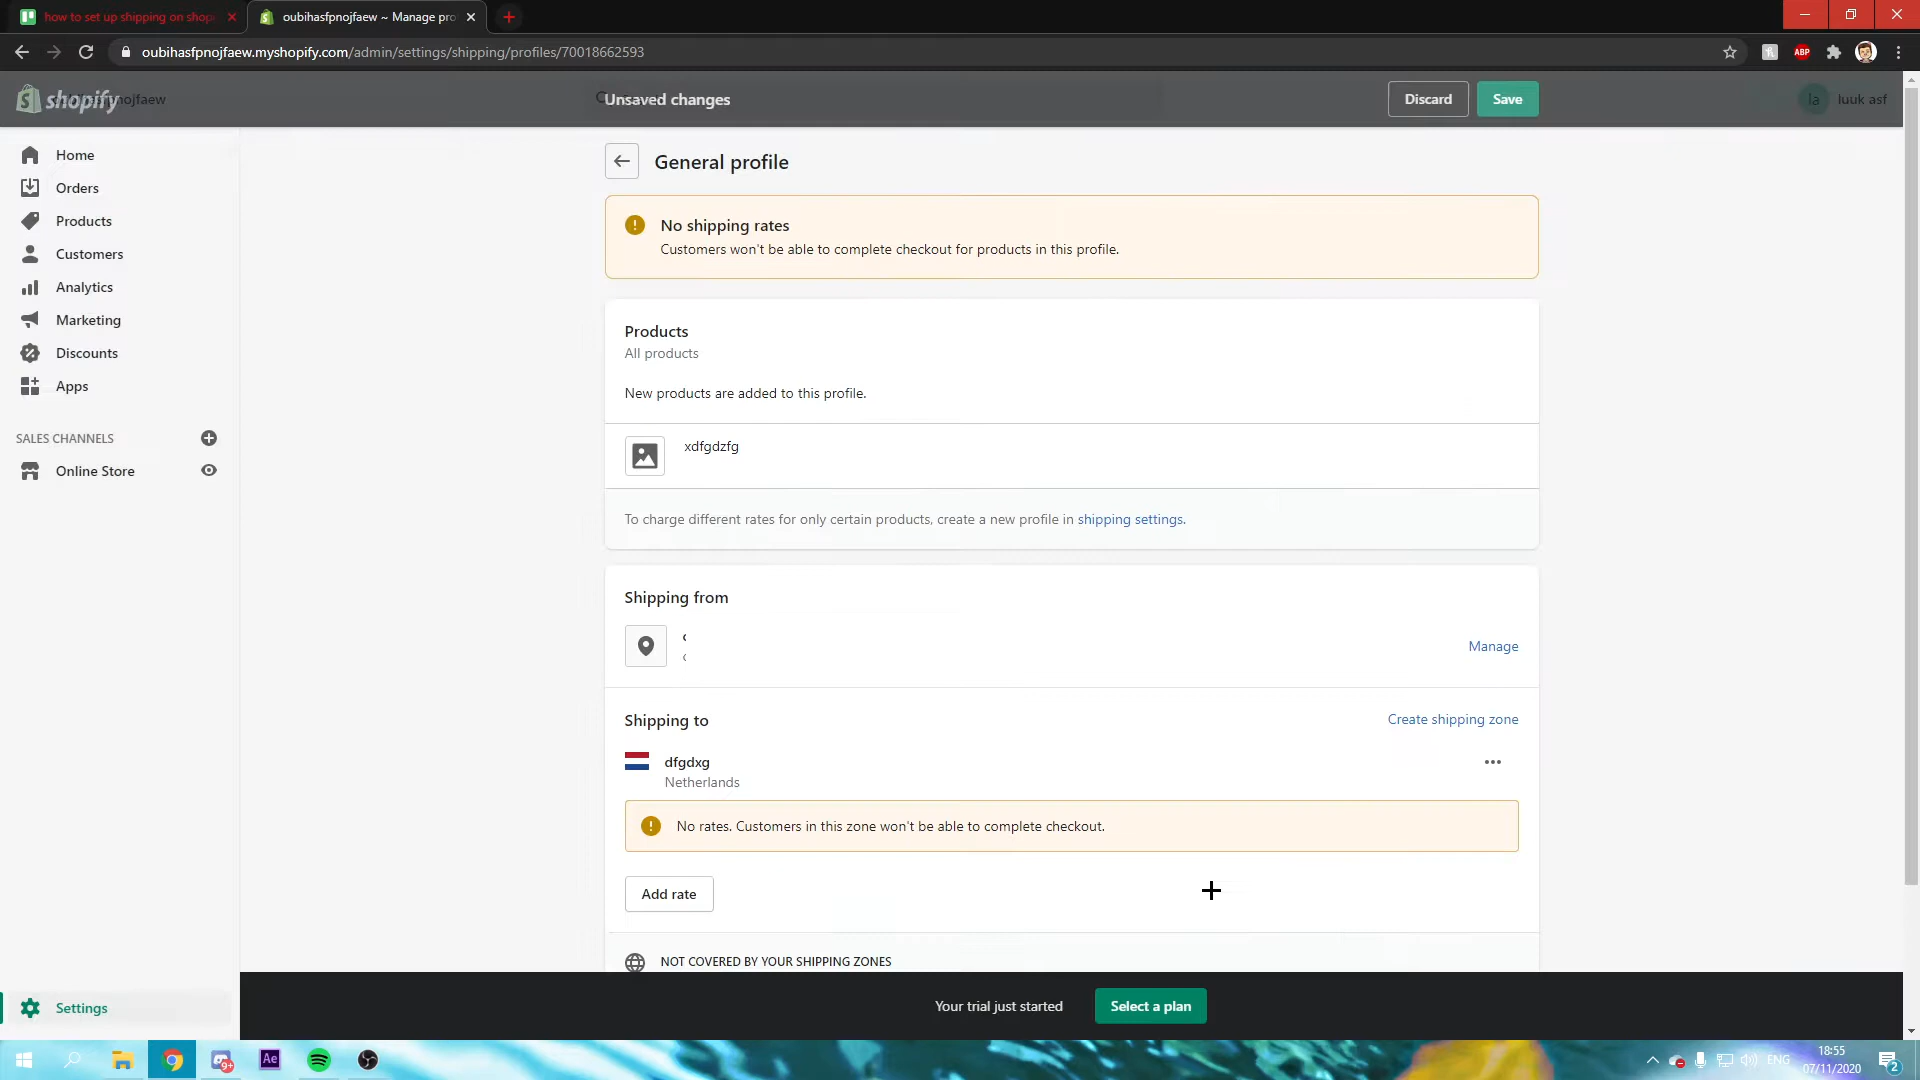 how to set up shipping on shop
oubihasfpnojfaew ~ Manage pro
oubihasfpnojfaew.myshopify.com/admin/settings/shipping/profiles/70018662593
ABP
shopify
nojfaew
Unsaved changes
Discard
Save
la
luuk asf
Home
Orders
Products
Customers
Analytics
Marketing
Discounts
Apps
SALES CHANNELS
Online Store
Settings
General profile
No shipping rates
Customers won't be able to complete checkout for products in this profile.
Products
All products
New products are added to this profile.
xdfgdzfg
To charge different rates for only certain products, create a new profile in shipping settings.
Shipping from
Manage
Shipping to
Create shipping zone
dfgdxg
Netherlands
No rates. Customers in this zone won't be able to complete checkout.
Add rate
NOT COVERED BY YOUR SHIPPING ZONES
Your trial just started
Select a plan
Ae
9+
ENG
18:55
07/11/2020
2